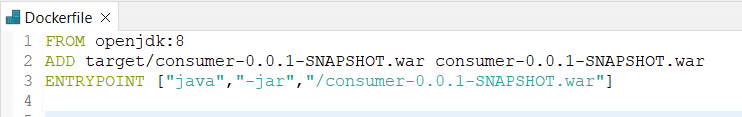 Dockerfile
1 FROM openjdk:8
2 ADD target/consumer-0.0.1-SNAPSHOT.war consumer-0.0.1-SNAPSHOT.war
3 ENTRYPOINT ["java","-jar","/consumer-0.0.1-SNAPSHOT.war"]
4